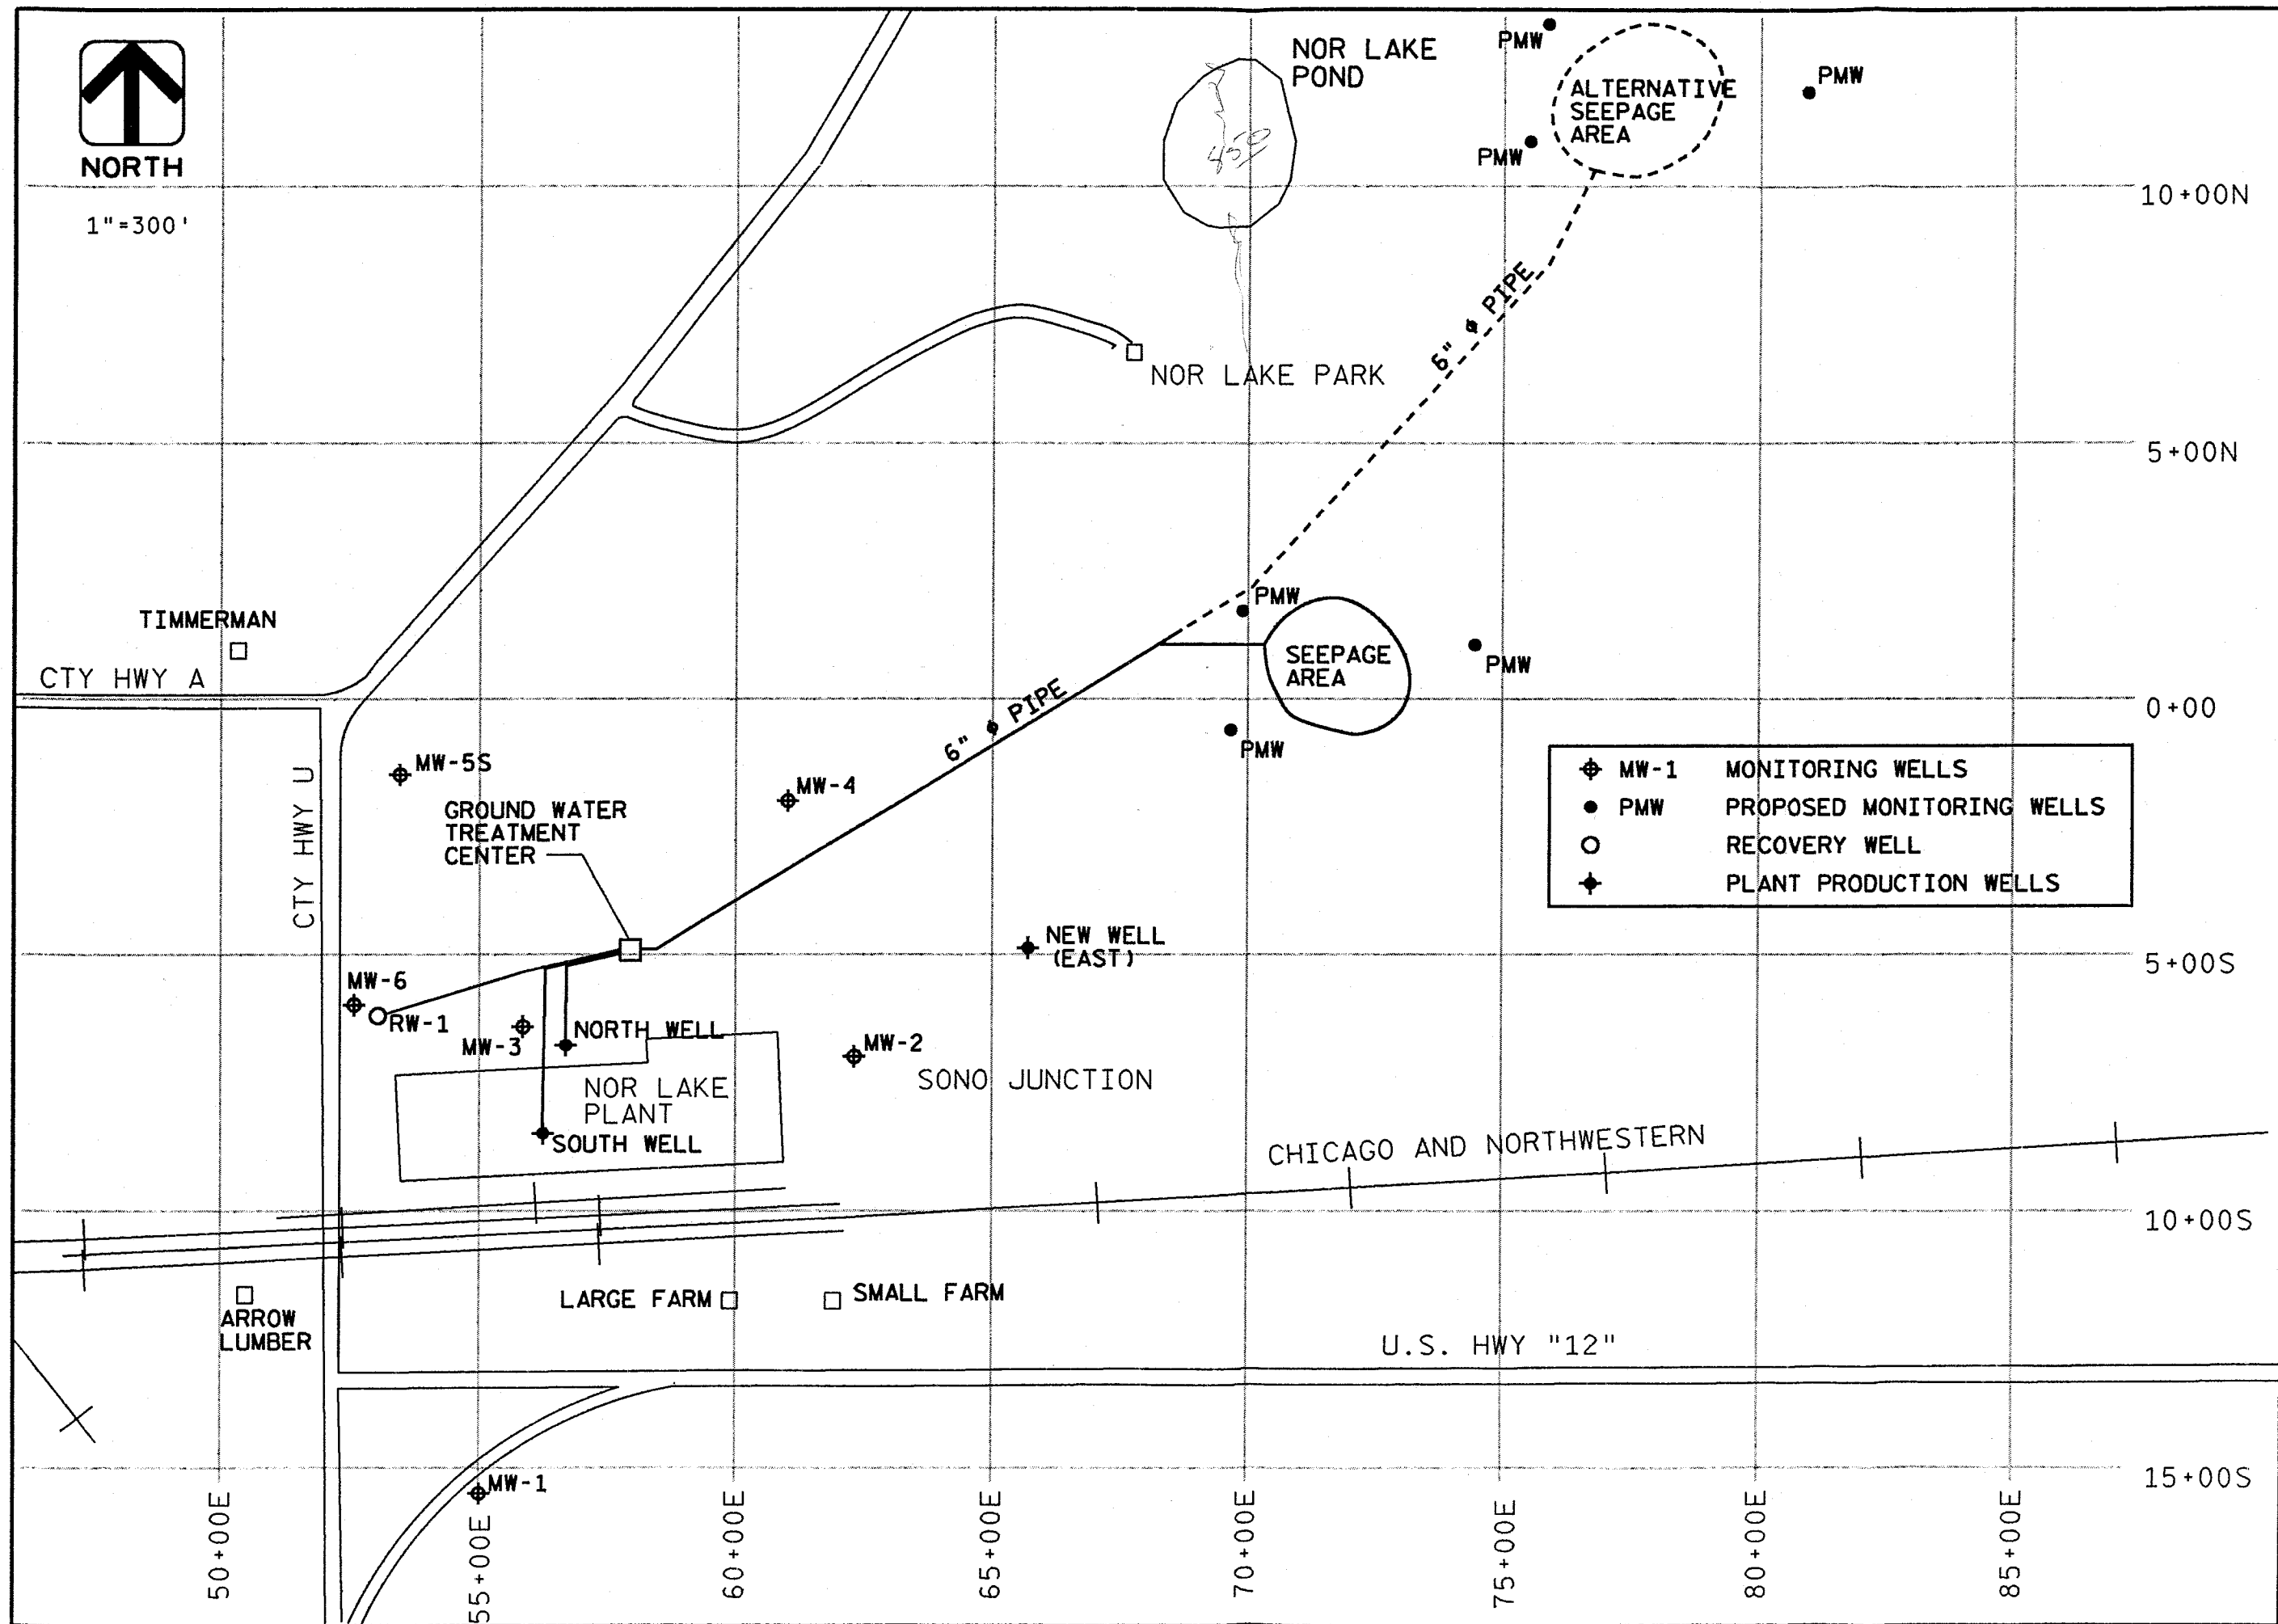 NOR LAKE
POND
PMW
PMW
ALTERNATIVE
SEEPAGE
AREA
PMW
NORTH
1"=300'
450
10+00N
6" ø PIPE
NOR LAKE PARK
5+00N
TIMMERMAN
PMW
CTY HWY A
SEEPAGE
AREA
PMW
6" ø PIPE
0+00
PMW
MW-5S
MW-4
CTY HWY U
GROUND WATER
TREATMENT
CENTER
MW-1 MONITORING WELLS
PMW PROPOSED MONITORING WELLS
RECOVERY WELL
PLANT PRODUCTION WELLS
NEW WELL
(EAST)
5+00S
MW-6
RW-1
MW-3
NORTH WELL
MW-2
NOR LAKE
PLANT
SONO JUNCTION
SOUTH WELL
CHICAGO AND NORTHWESTERN
10+00S
LARGE FARM
SMALL FARM
ARROW
LUMBER
U.S. HWY "12"
MW-1
15+00S
50+00E
55+00E
60+00E
65+00E
70+00E
75+00E
80+00E
85+00E